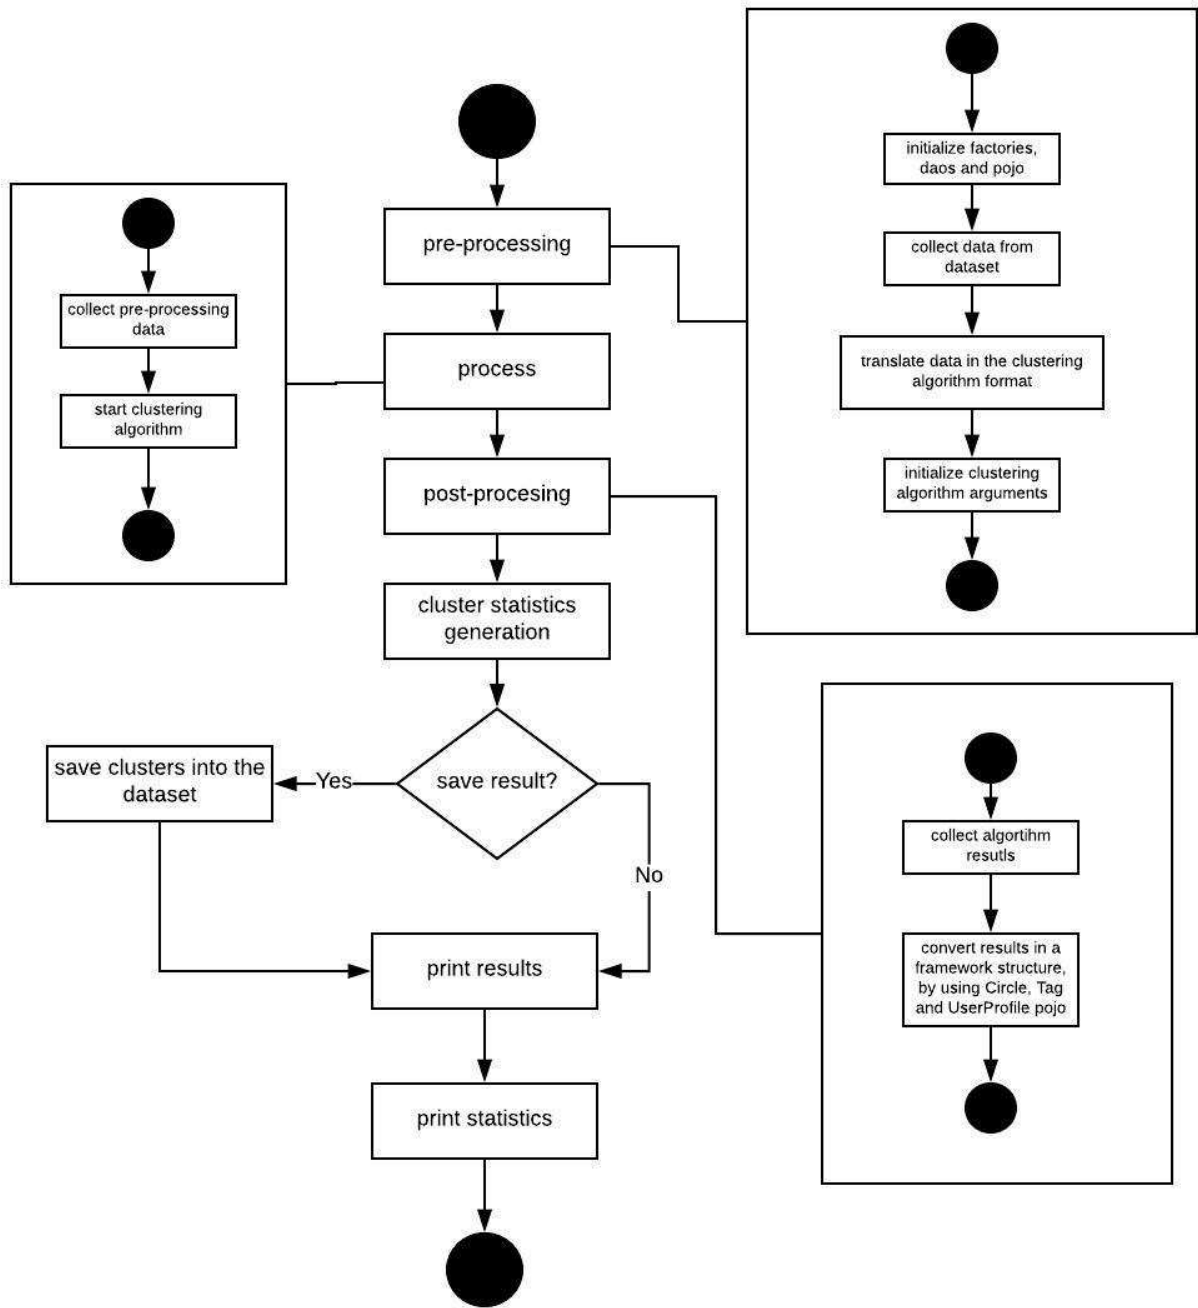 pre-processing
process
post-procesing
cluster statistics
generation
save result?
Yes
save clusters into the
dataset
No
print results
print statistics
collect pre-processing
data
start clustering
algorithm
initialize factories,
daos and pojo
collect data from
dataset
translate data in the clustering
algorithm format
initialize clustering
algorithm arguments
collect algortihm
resutls
convert results in a
framework structure,
by using Circle, Tag
and UserProfile pojo